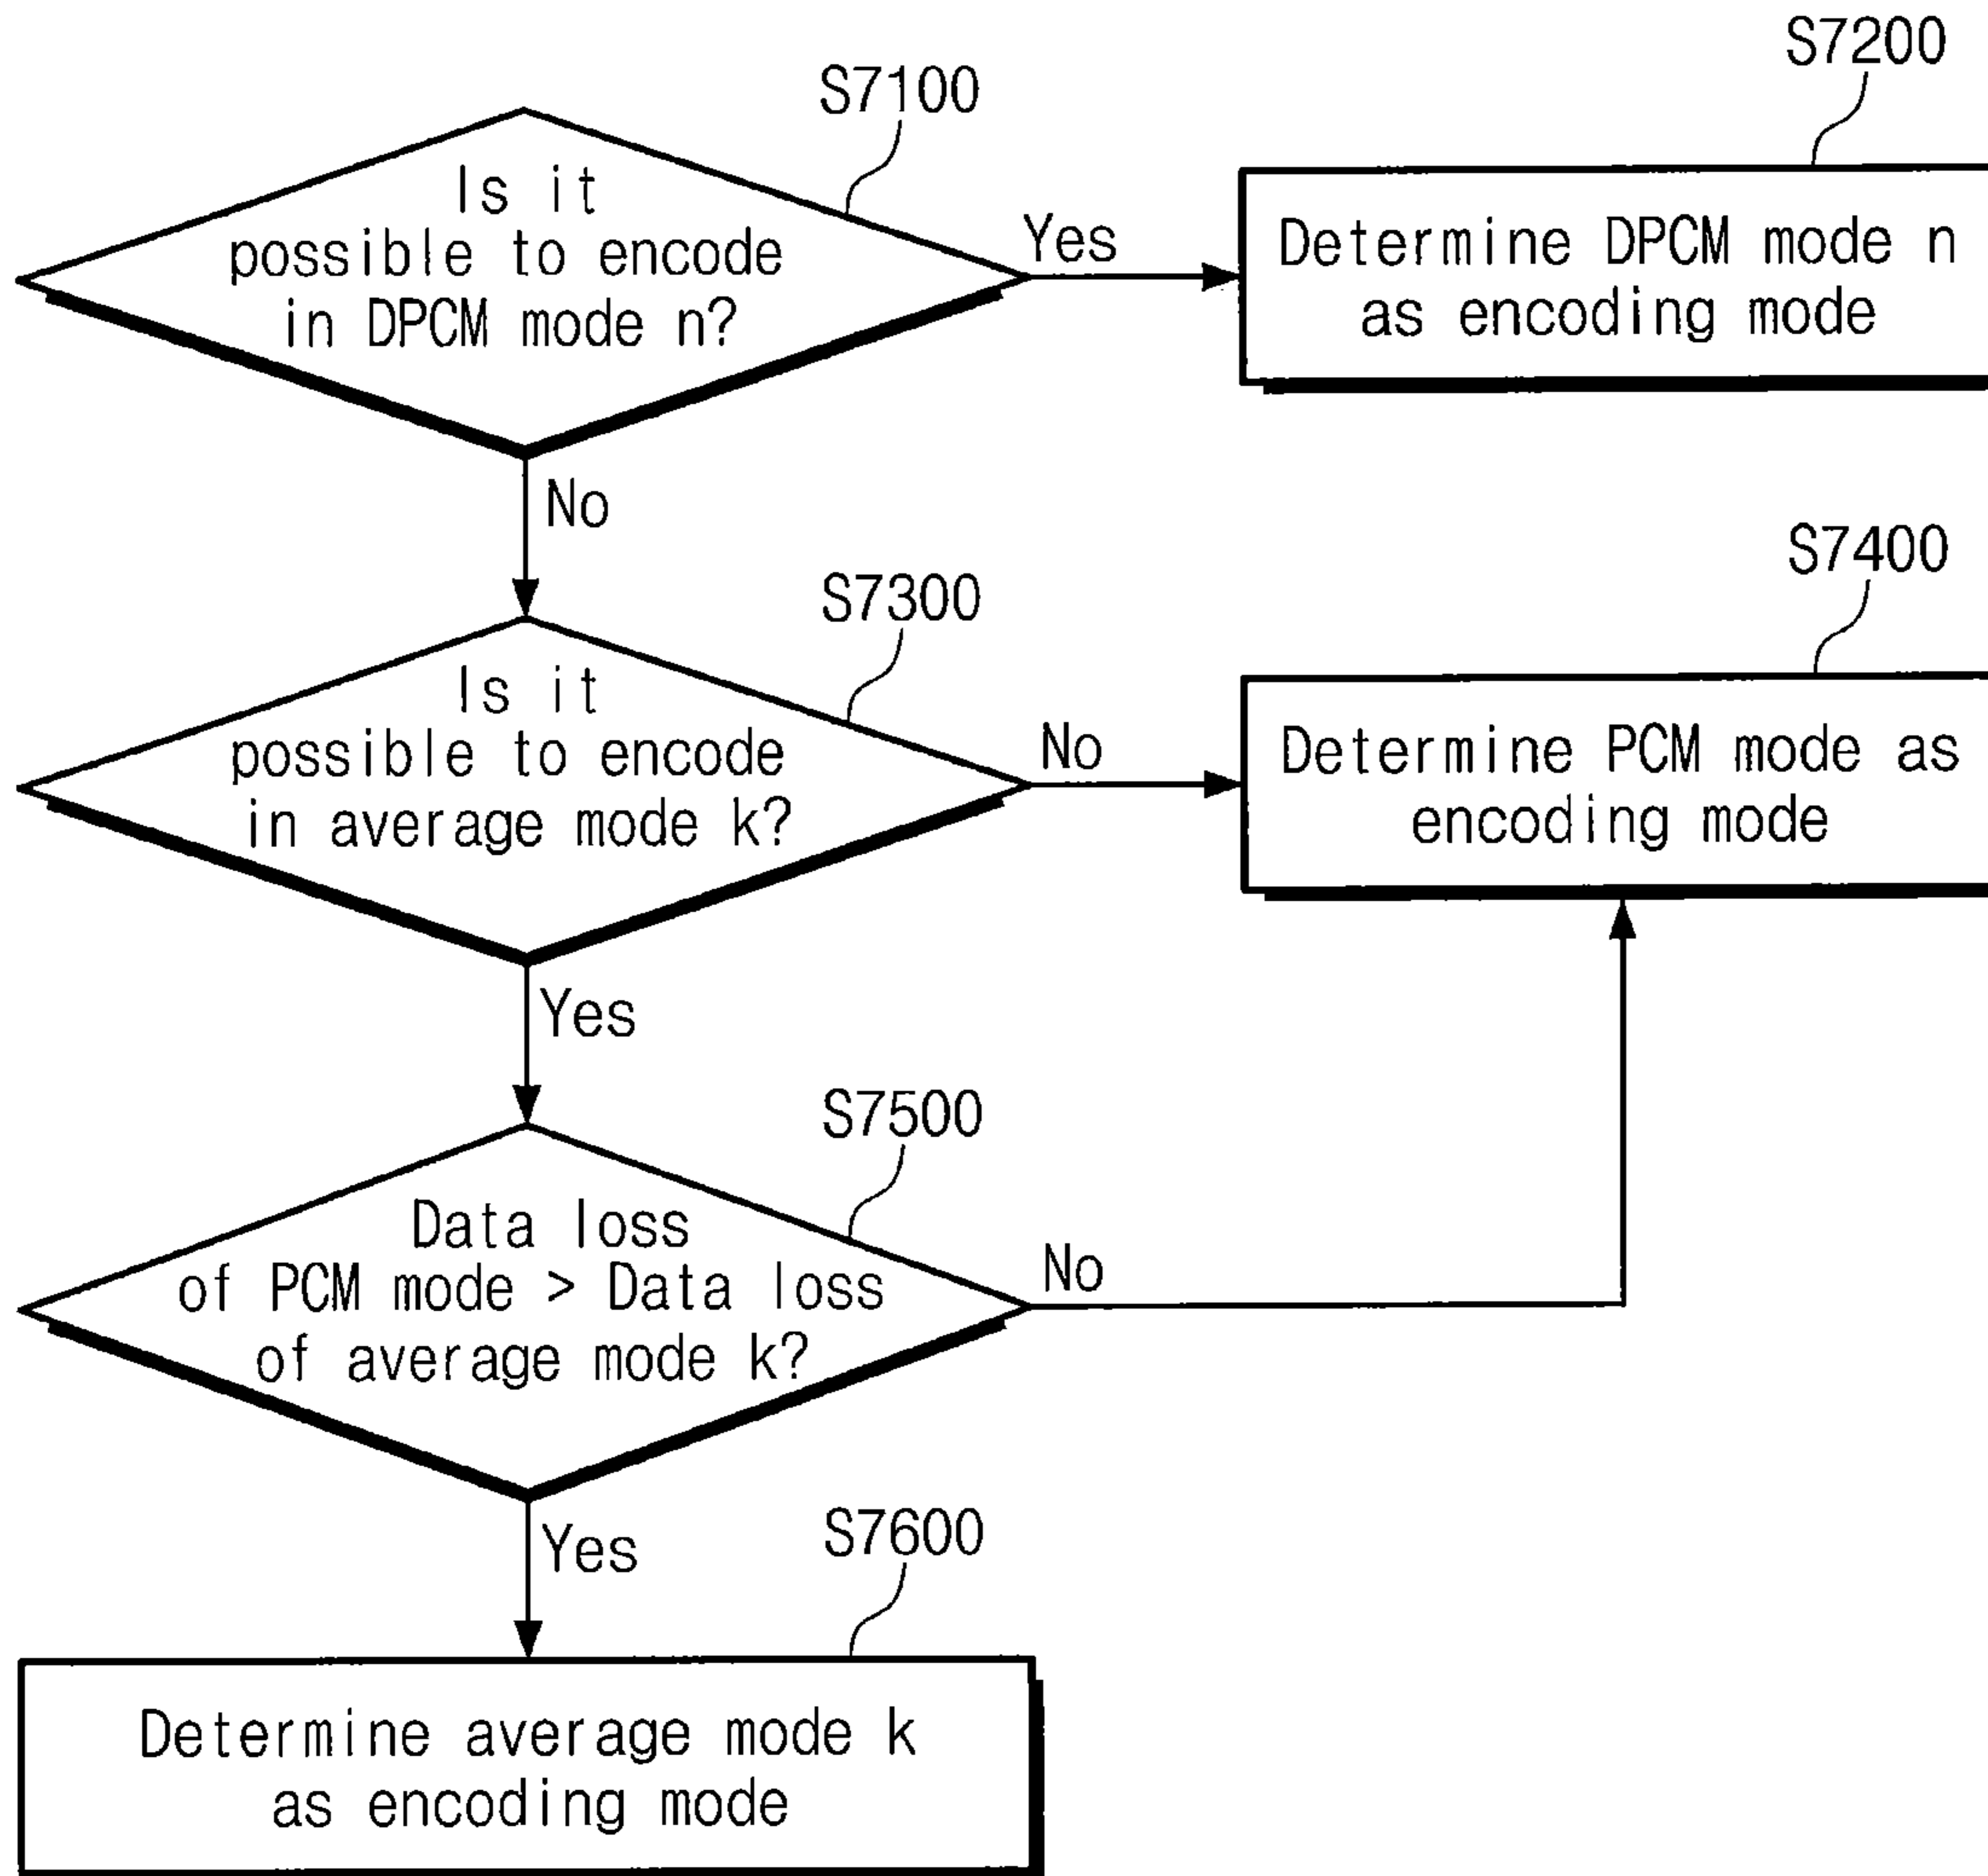 S7100
Is it
possible to encode
in DPCM mode n?
Yes
S7200
Determine DPCM mode n
as encoding mode
No
S7300
Is it
possible to encode
in average mode k?
No
S7400
Determine PCM mode as
encoding mode
Yes
S7500
Data loss
of PCM mode > Data loss
of average mode k?
No
Yes
S7600
Determine average mode k
as encoding mode